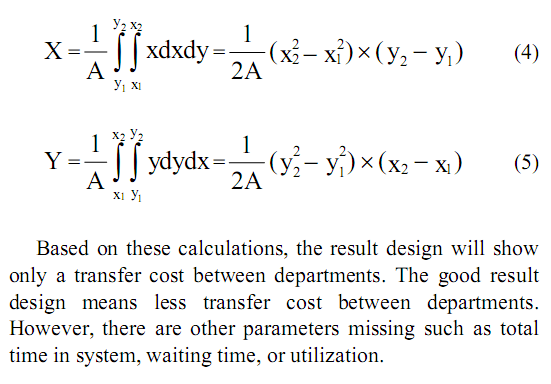 X = \frac{1}{A} \int_{y_1}^{y_2} \int_{x_1}^{x_2} xdxdy = \frac{1}{2A} (x_2^2 - x_1^2) × (y_2 - y_1) (4)
Y = \frac{1}{A} \int_{x_1}^{x_2} \int_{y_1}^{y_2} ydydx = \frac{1}{2A} (y_2^2 - y_1^2) × (x_2 - x_1) (5)
Based on these calculations, the result design will show
only a transfer cost between departments. The good result
design means less transfer cost between departments.
However, there are other parameters missing such as total
time in system, waiting time, or utilization.